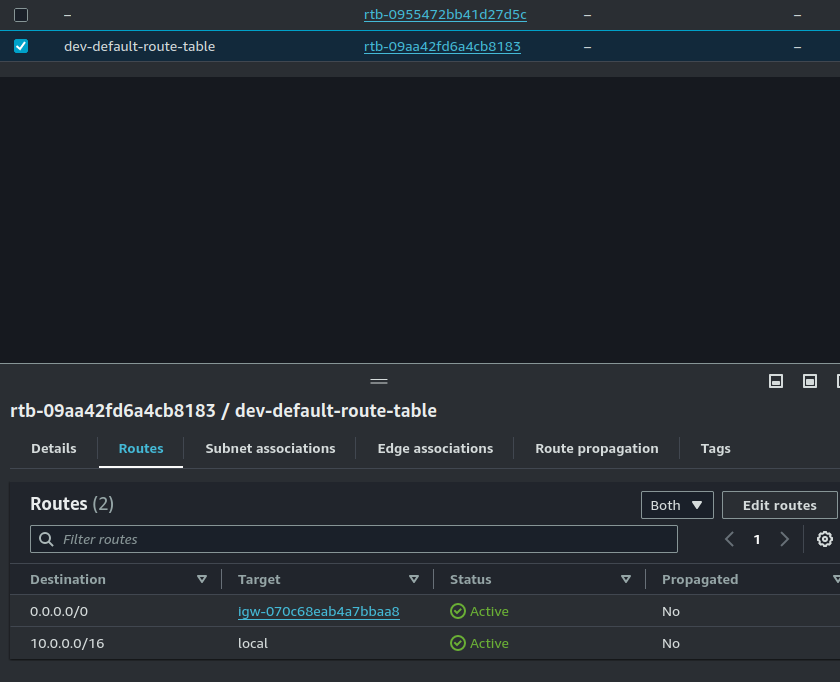 – rtb-0955472bb41d27d5c – –
dev-default-route-table rtb-09aa42fd6a4cb8183 – –
rtb-09aa42fd6a4cb8183 / dev-default-route-table
Details Routes Subnet associations Edge associations Route propagation Tags
Routes (2) Both Edit routes
Filter routes 1
Destination Target Status Propagated
0.0.0.0/0 igw-070c68eab4a7bbaa8 Active No
10.0.0.0/16 local Active No